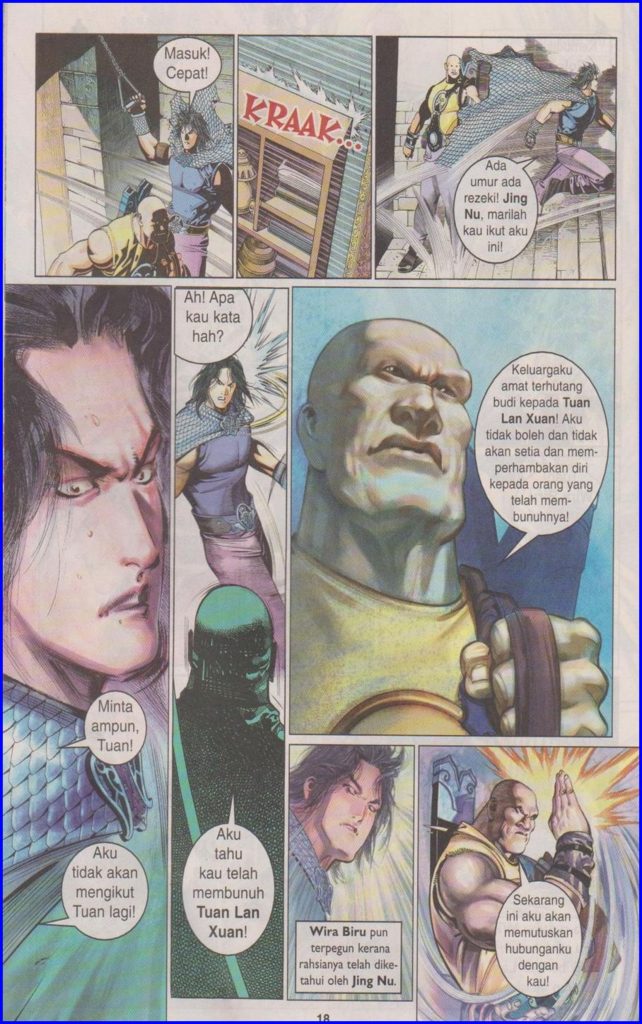 Masuk!
Cepat!
KRAAK...
Ada
umur ada
rezeki! Jing
Nu, marilah
kau ikut aku
ini!
Minta
ampun,
Tuan!
Aku
tidak akan
mengikut
Tuan lagi!
Ah! Apa
kau kata
hah?
Aku
tahu
kau telah
membunuh
Tuan Lan
Xuan!
Keluargaku
amat terhutang
budi kepada Tuan
Lan Xuan! Aku
tidak boleh dan tidak
akan setia dan mem-
perhambakan diri
kepada orang yang
telah mem-
bunuhnya!
Wira Biru pun
terpegun kerana
rahsianya telah dike-
tahui oleh Jing Nu.
Sekarang
ini aku akan
memutuskan
hubunganku
dengan
kau!
18